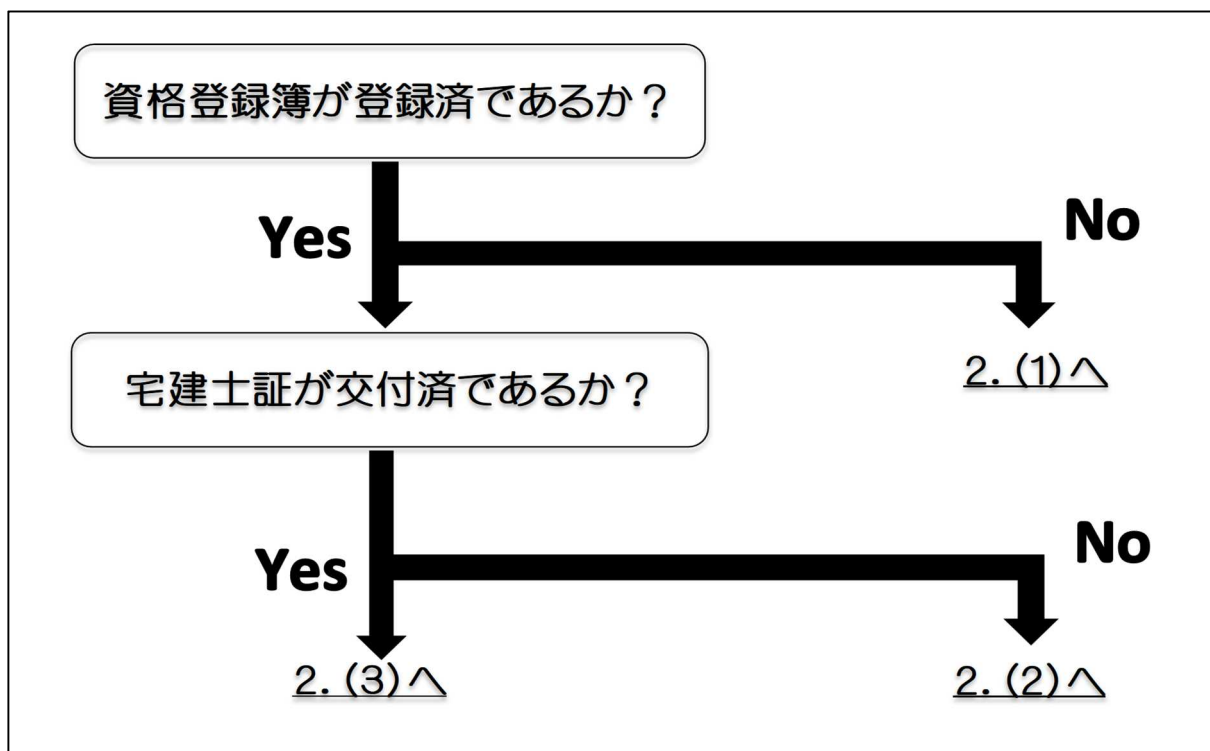 資格登録簿が登録済であるか？
Yes
No
2. (1)へ
宅建士証が交付済であるか？
Yes
No
2. (3)へ
2. (2)へ